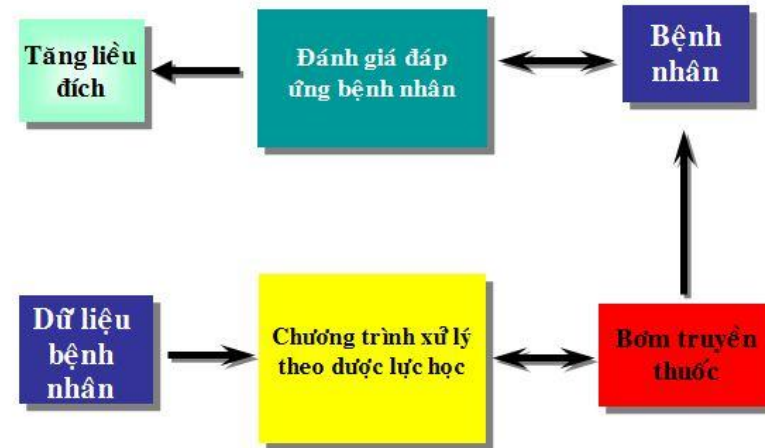 Tăng liều
đích
Đánh giá đáp
ứng bệnh nhân
Bệnh
nhân
Dữ liệu
bệnh
nhân
Chương trình xử lý
theo dược lực học
Bơm truyền
thuốc